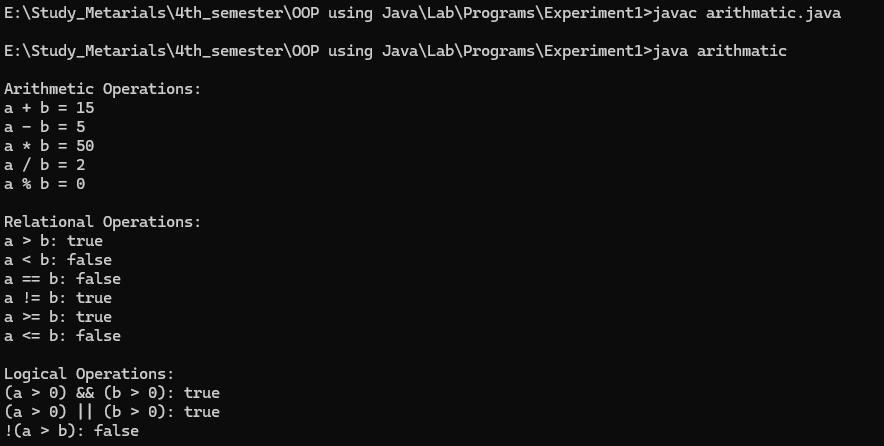 E:\Study_Metarials\4th_semester\OOP using Java\Lab\Programs\Experiment1>javac arithmatic.java
E:\Study_Metarials\4th_semester\OOP using Java\Lab\Programs\Experiment1>java arithmatic
Arithmetic Operations:
a + b = 15
a - b = 5
a * b = 50
a / b = 2
a % b = 0
Relational Operations:
a > b: true
a < b: false
a == b: false
a != b: true
a >= b: true
a <= b: false
Logical Operations:
(a > 0) && (b > 0): true
(a > 0) || (b > 0): true
!(a > b): false